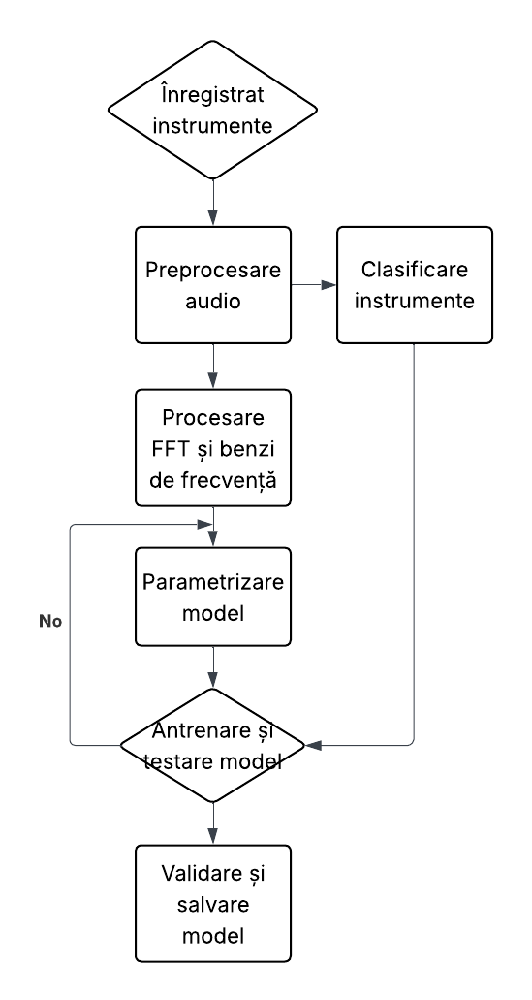 Înregistrat
instrumente
Preprocesare
audio
Clasificare
instrumente
Procesare
FFT și benzi
de frecvență
Parametrizare
model
No
Antrenare și
testare model
Validare și
salvare
model